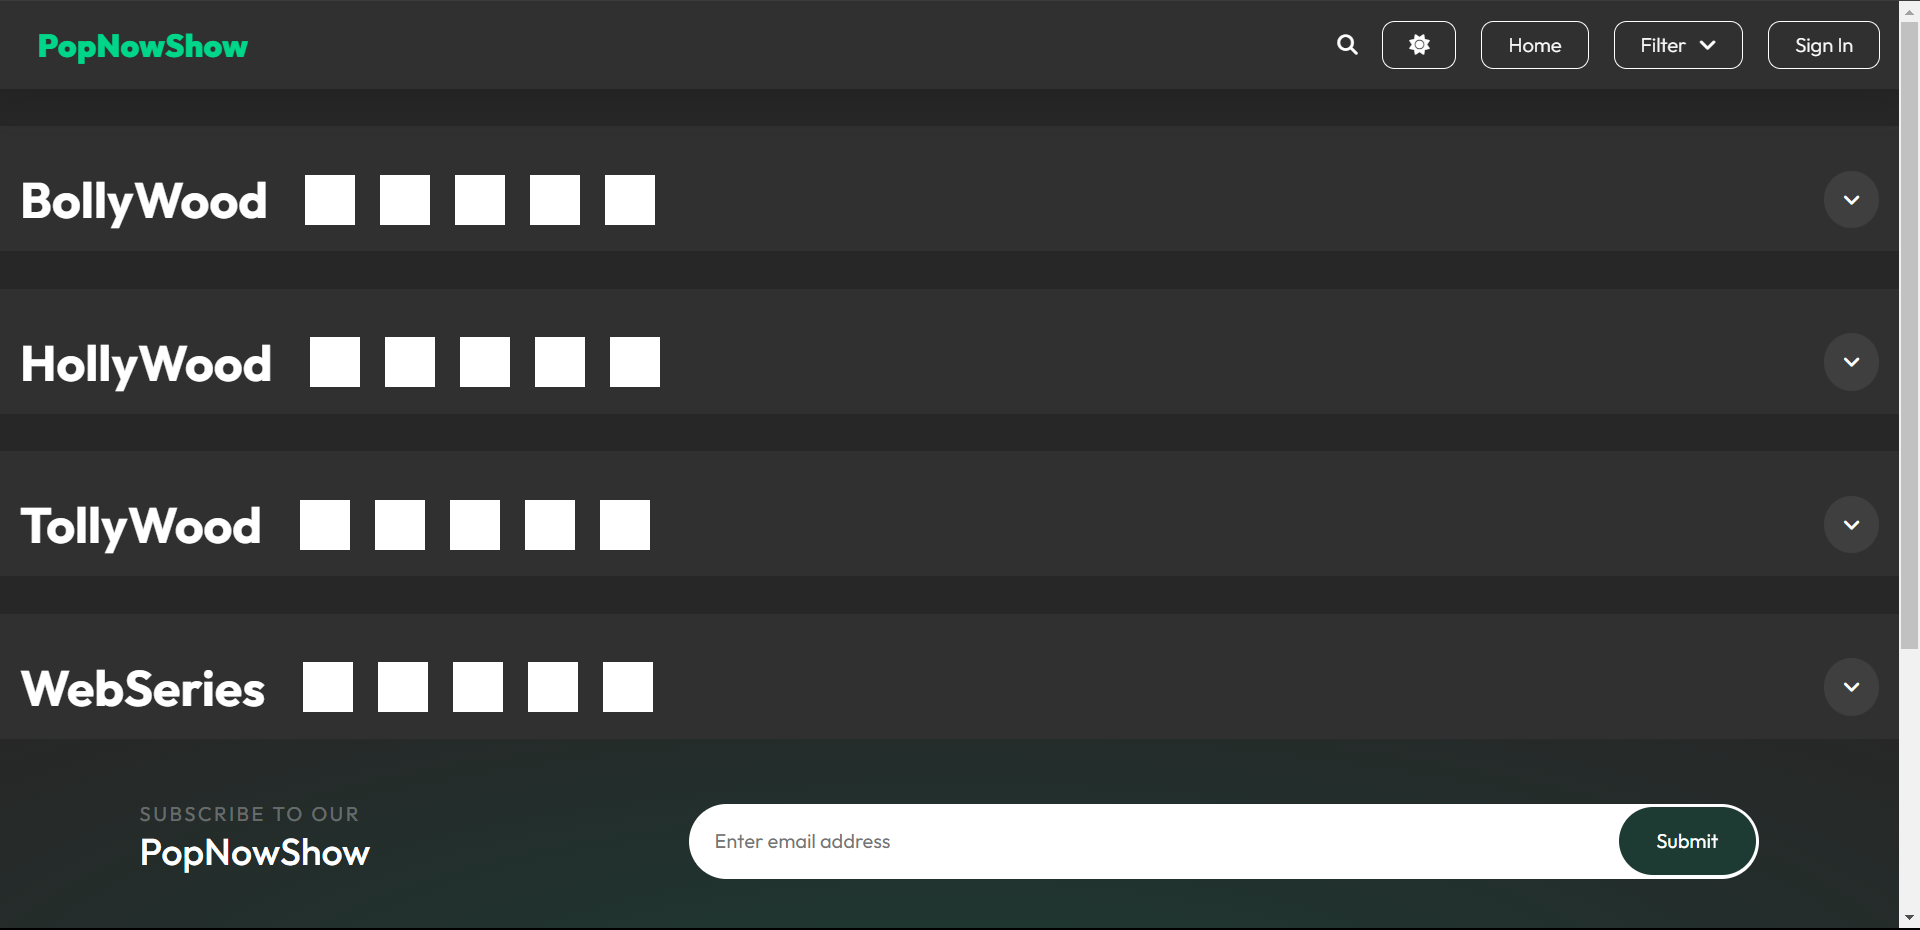 PopNowShow
Home
Filter
Sign In
BollyWood
HollyWood
TollyWood
WebSeries
SUBSCRIBE TO OUR
PopNowShow
Enter email address
Submit